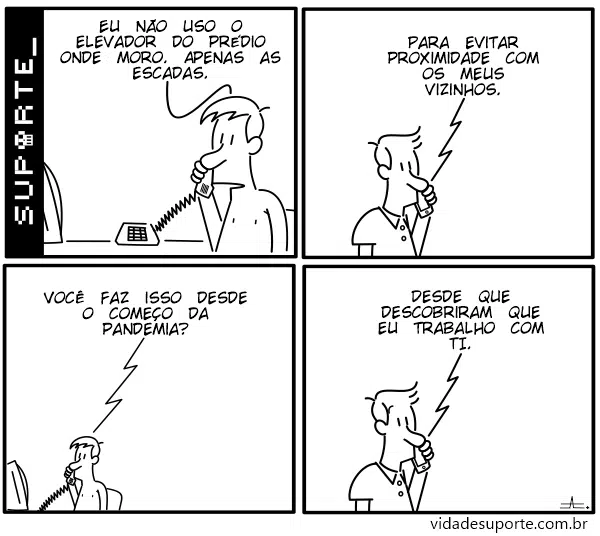 SUPORTE_
EU NÃO USO O
ELEVADOR DO PRÉDIO
ONDE MORO. APENAS AS
ESCADAS.
PARA EVITAR
PROXIMIDADE COM
OS MEUS
VIZINHOS.
VOCÊ FAZ ISSO DESDE
O COMEÇO DA
PANDEMIA?
DESDE QUE
DESCOBRIRAM QUE
EU TRABALHO COM
TI.
vidadesuporte.com.br